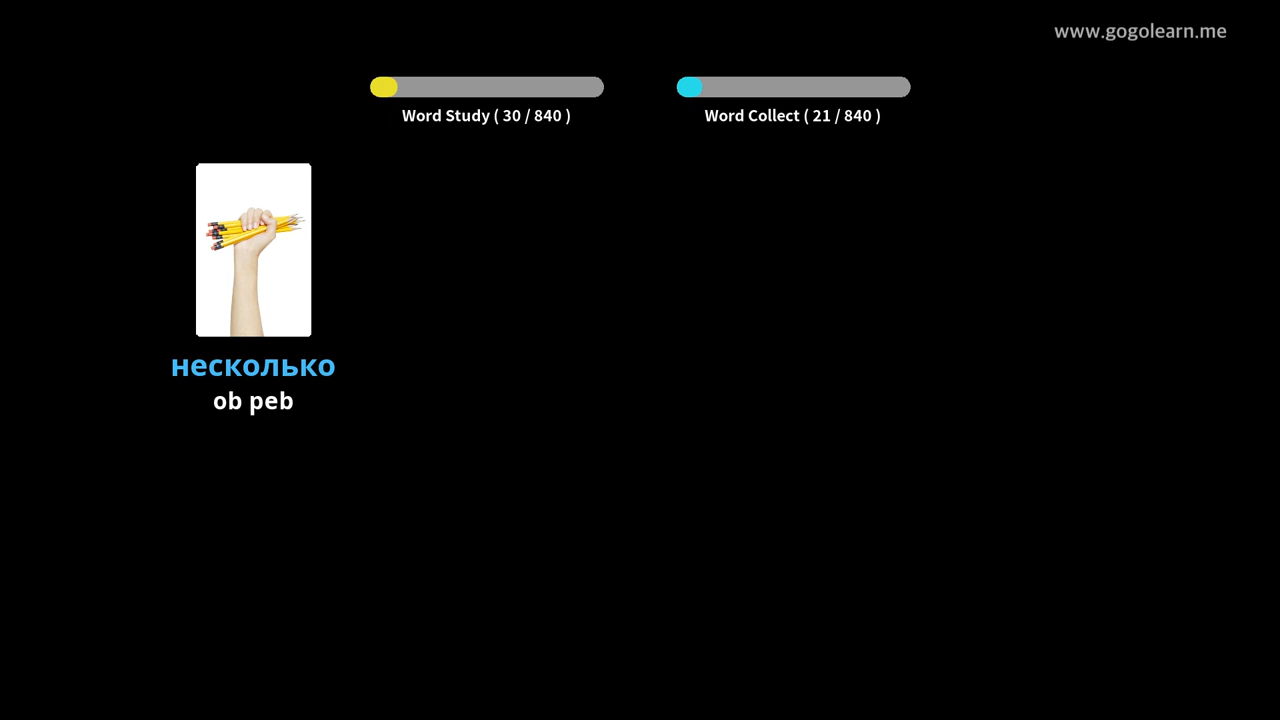 www.gogolearn.me
Word Study ( 30 / 840 )
Word Collect ( 21 / 840 )
несколько
ob peb